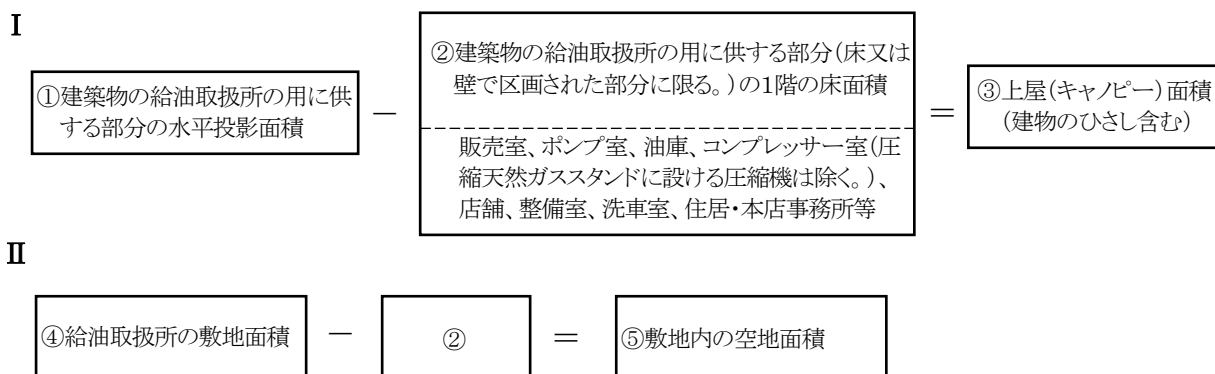 Ⅰ
①建築物の給油取扱所の用に供
する部分の水平投影面積
－
②建築物の給油取扱所の用に供する部分(床又は
壁で区画された部分に限る。)の1階の床面積
販売室、ポンプ室、油庫、コンプレッサー室(圧
縮天然ガススタンドに設ける圧縮機は除く。)、
店舗、整備室、洗車室、住居・本店事務所等
＝
③上屋(キャノピー)面積
(建物のひさし含む)
Ⅱ
④給油取扱所の敷地面積
－
②
＝
⑤敷地内の空地面積